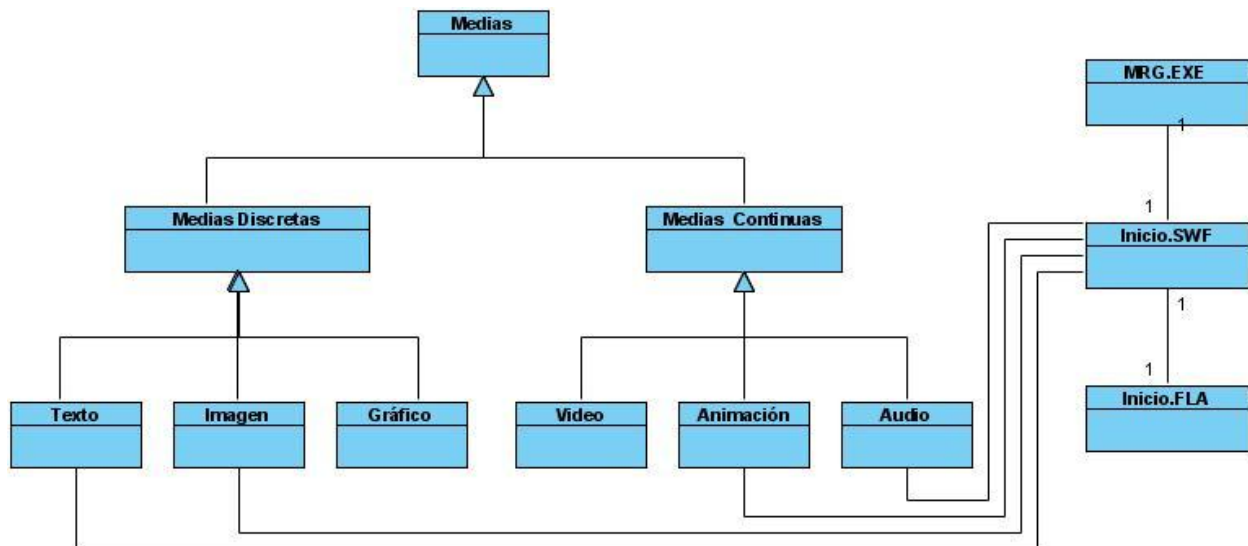 Medias
MRG.EXE
1
Medias Discretas
Medias Continuas
1
Inicio.SWF
1
1
Texto
Imagen
Gráfico
Video
Animación
Audio
Inicio.FLA